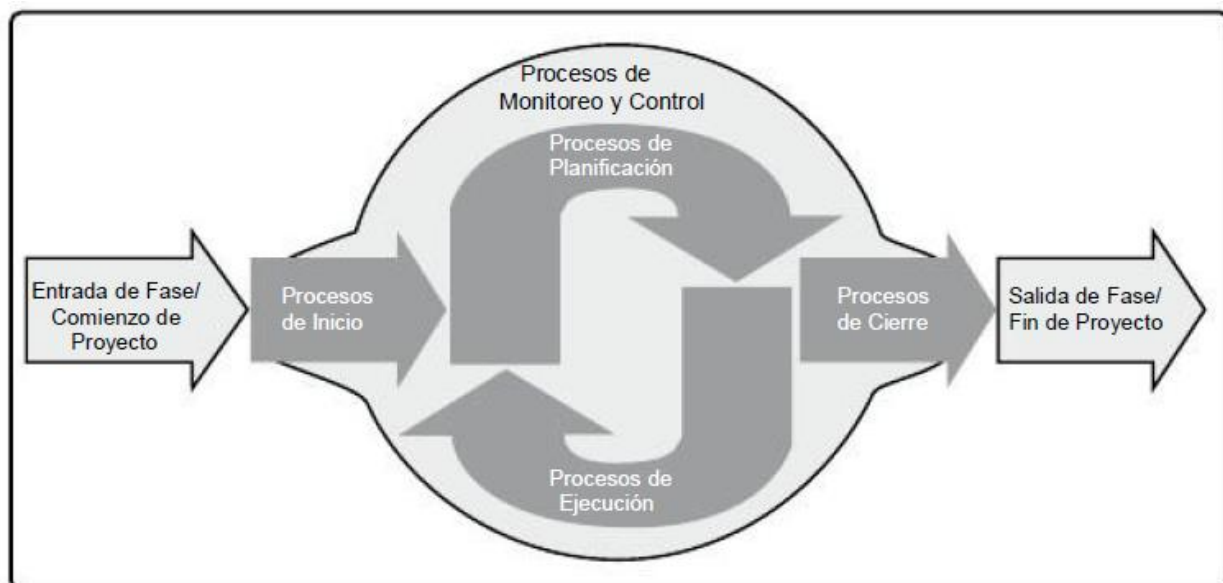 Procesos de
Monitoreo y Control
Procesos de
Planificación
Entrada de Fase/
Comienzo de
Proyecto
Procesos
de Inicio
Procesos
de Cierre
Salida de Fase/
Fin de Proyecto
Procesos de
Ejecución